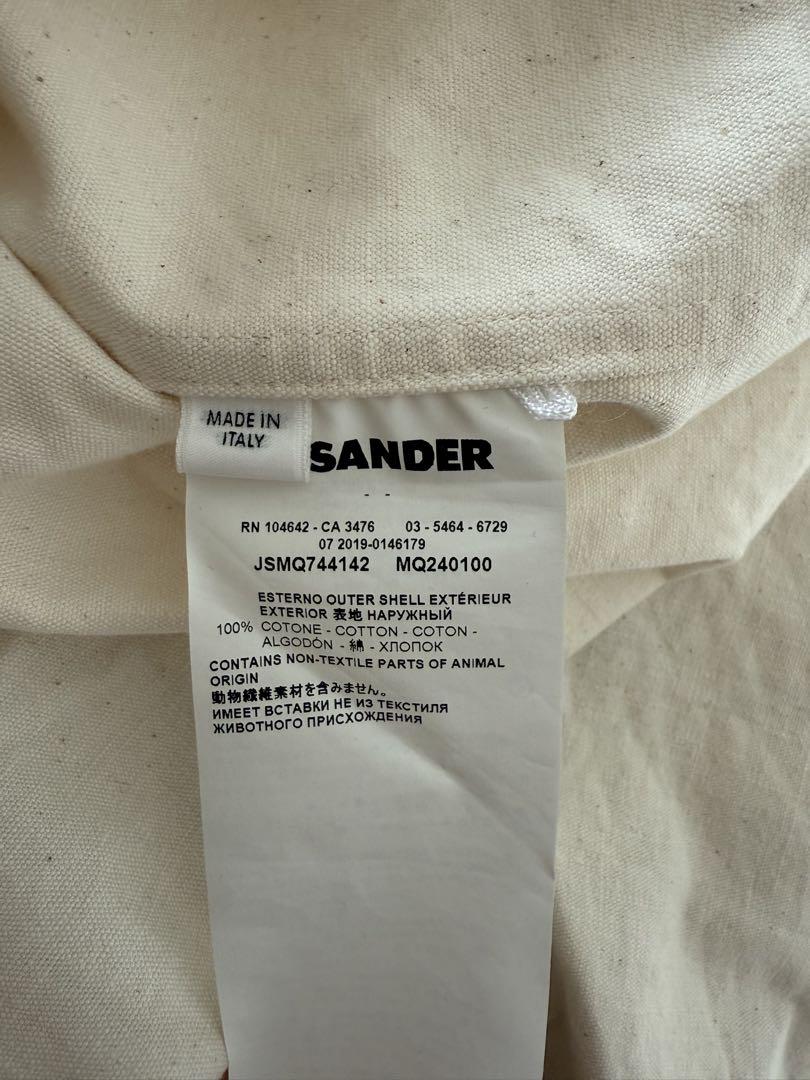 MADE IN
ITALY
SANDER
- -
RN 104642 - CA 3476 03 - 5464 - 6729
07 2019-0146179
JSMQ744142 MQ240100
ESTERNO OUTER SHELL EXTÉRIEUR
EXTERIOR 表地 НАРУЖНЫЙ
100% COTONE - COTTON - COTON -
ALGODÓN - 綿 - ХЛОПОК
CONTAINS NON-TEXTILE PARTS OF ANIMAL
ORIGIN
動物繊維素材を含みません。
ИМЕЕТ ВСТАВКИ НЕ ИЗ ТЕКСТИЛЯ
ЖИВОТНОГО ПРИСХОЖДЕНИЯ